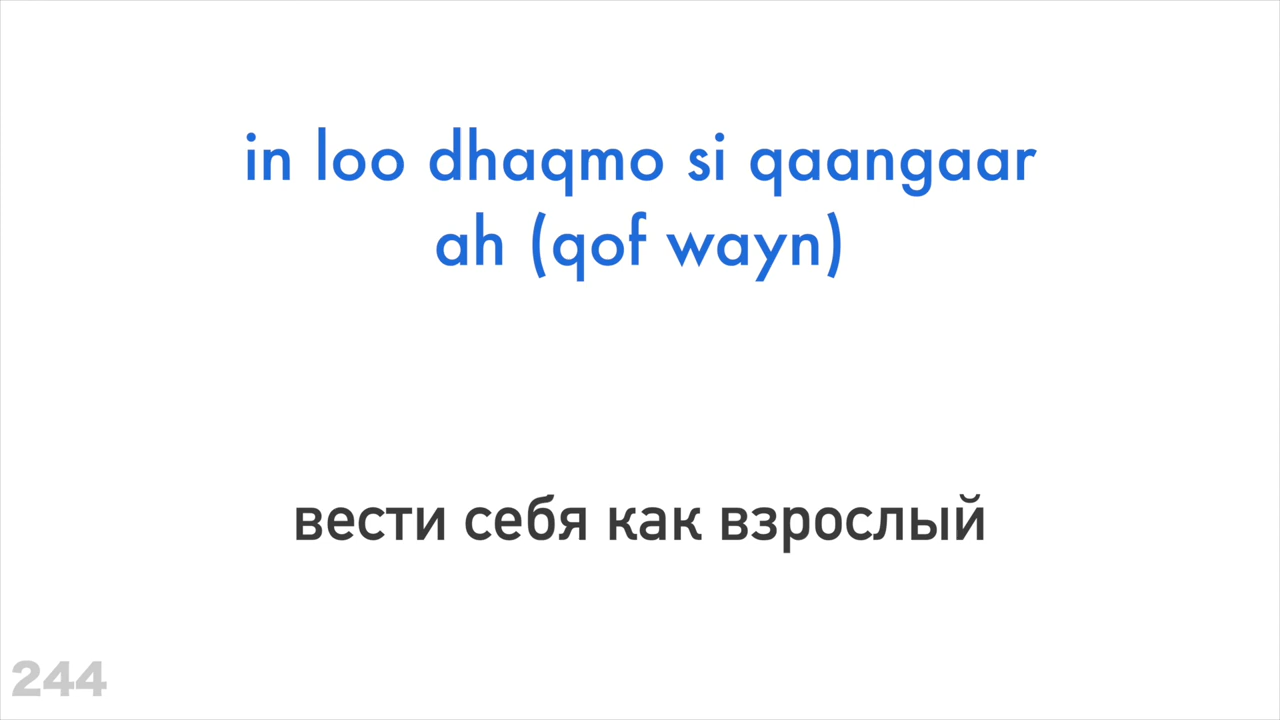 in loo dhaqmo si qaangaar
ah (qof wayn)
вести себя как взрослый
244